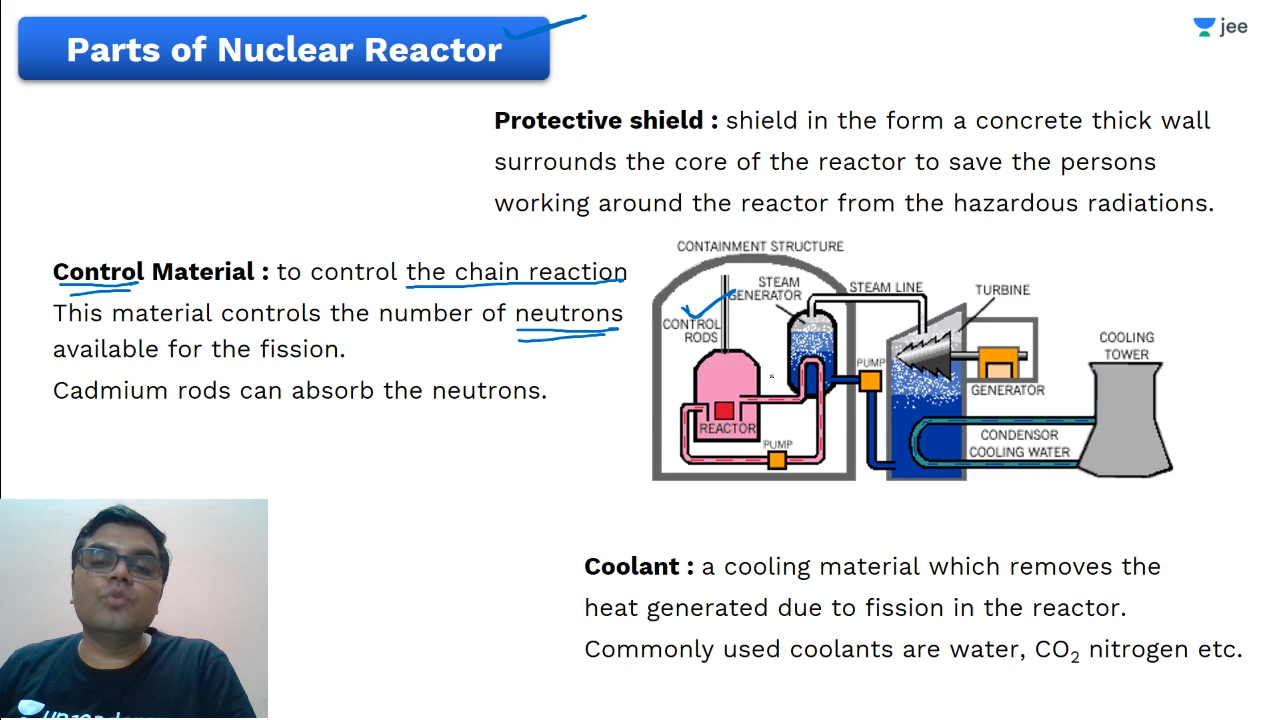 Parts of Nuclear Reactor
jee
Protective shield : shield in the form a concrete thick wall
surrounds the core of the reactor to save the persons
working around the reactor from the hazardous radiations.
Control Material : to control the chain reaction
This material controls the number of neutrons
available for the fission.
Cadmium rods can absorb the neutrons.
CONTAINMENT STRUCTURE
STEAM
GENERATOR
STEAM LINE
TURBINE
CONTROL
RODS
COOLING
TOWER
PUMP
GENERATOR
REACTOR
CONDENSOR
COOLING WATER
PUMP
Coolant : a cooling material which removes the
heat generated due to fission in the reactor.
Commonly used coolants are water, CO₂ nitrogen etc.